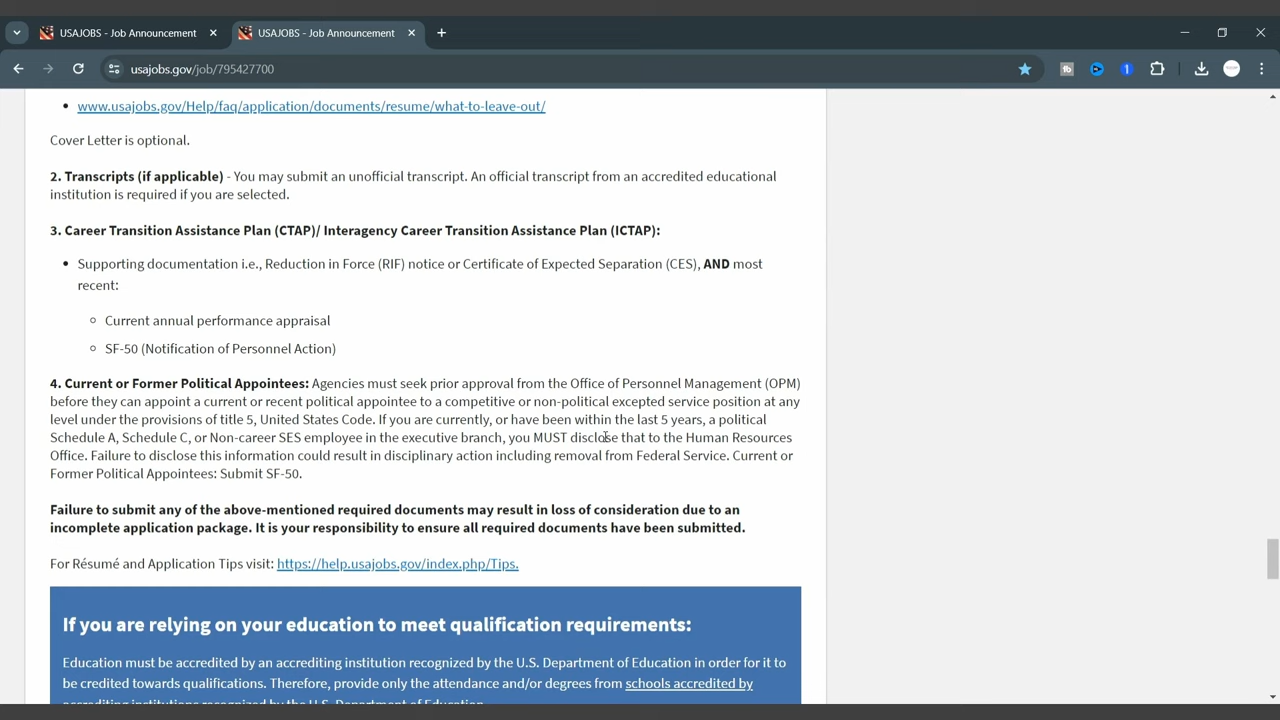 USAJOBS - Job Announcement
USAJOBS - Job Announcement
usajobs.gov/job/795427700
www.usajobs.gov/Help/faq/application/documents/resume/what-to-leave-out/
Cover Letter is optional.
2. Transcripts (if applicable) - You may submit an unofficial transcript. An official transcript from an accredited educational
institution is required if you are selected.
3. Career Transition Assistance Plan (CTAP)/ Interagency Career Transition Assistance Plan (ICTAP):
Supporting documentation i.e., Reduction in Force (RIF) notice or Certificate of Expected Separation (CES), AND most
recent:
Current annual performance appraisal
SF-50 (Notification of Personnel Action)
4. Current or Former Political Appointees: Agencies must seek prior approval from the Office of Personnel Management (OPM)
before they can appoint a current or recent political appointee to a competitive or non-political excepted service position at any
level under the provisions of title 5, United States Code. If you are currently, or have been within the last 5 years, a political
Schedule A, Schedule C, or Non-career SES employee in the executive branch, you MUST disclose that to the Human Resources
Office. Failure to disclose this information could result in disciplinary action including removal from Federal Service. Current or
Former Political Appointees: Submit SF-50.
Failure to submit any of the above-mentioned required documents may result in loss of consideration due to an
incomplete application package. It is your responsibility to ensure all required documents have been submitted.
For Résumé and Application Tips visit: https://help.usajobs.gov/index.php/Tips.
If you are relying on your education to meet qualification requirements:
Education must be accredited by an accrediting institution recognized by the U.S. Department of Education in order for it to
be credited towards qualifications. Therefore, provide only the attendance and/or degrees from schools accredited by
accrediting institutions recognized by the U.S. Department of Education.